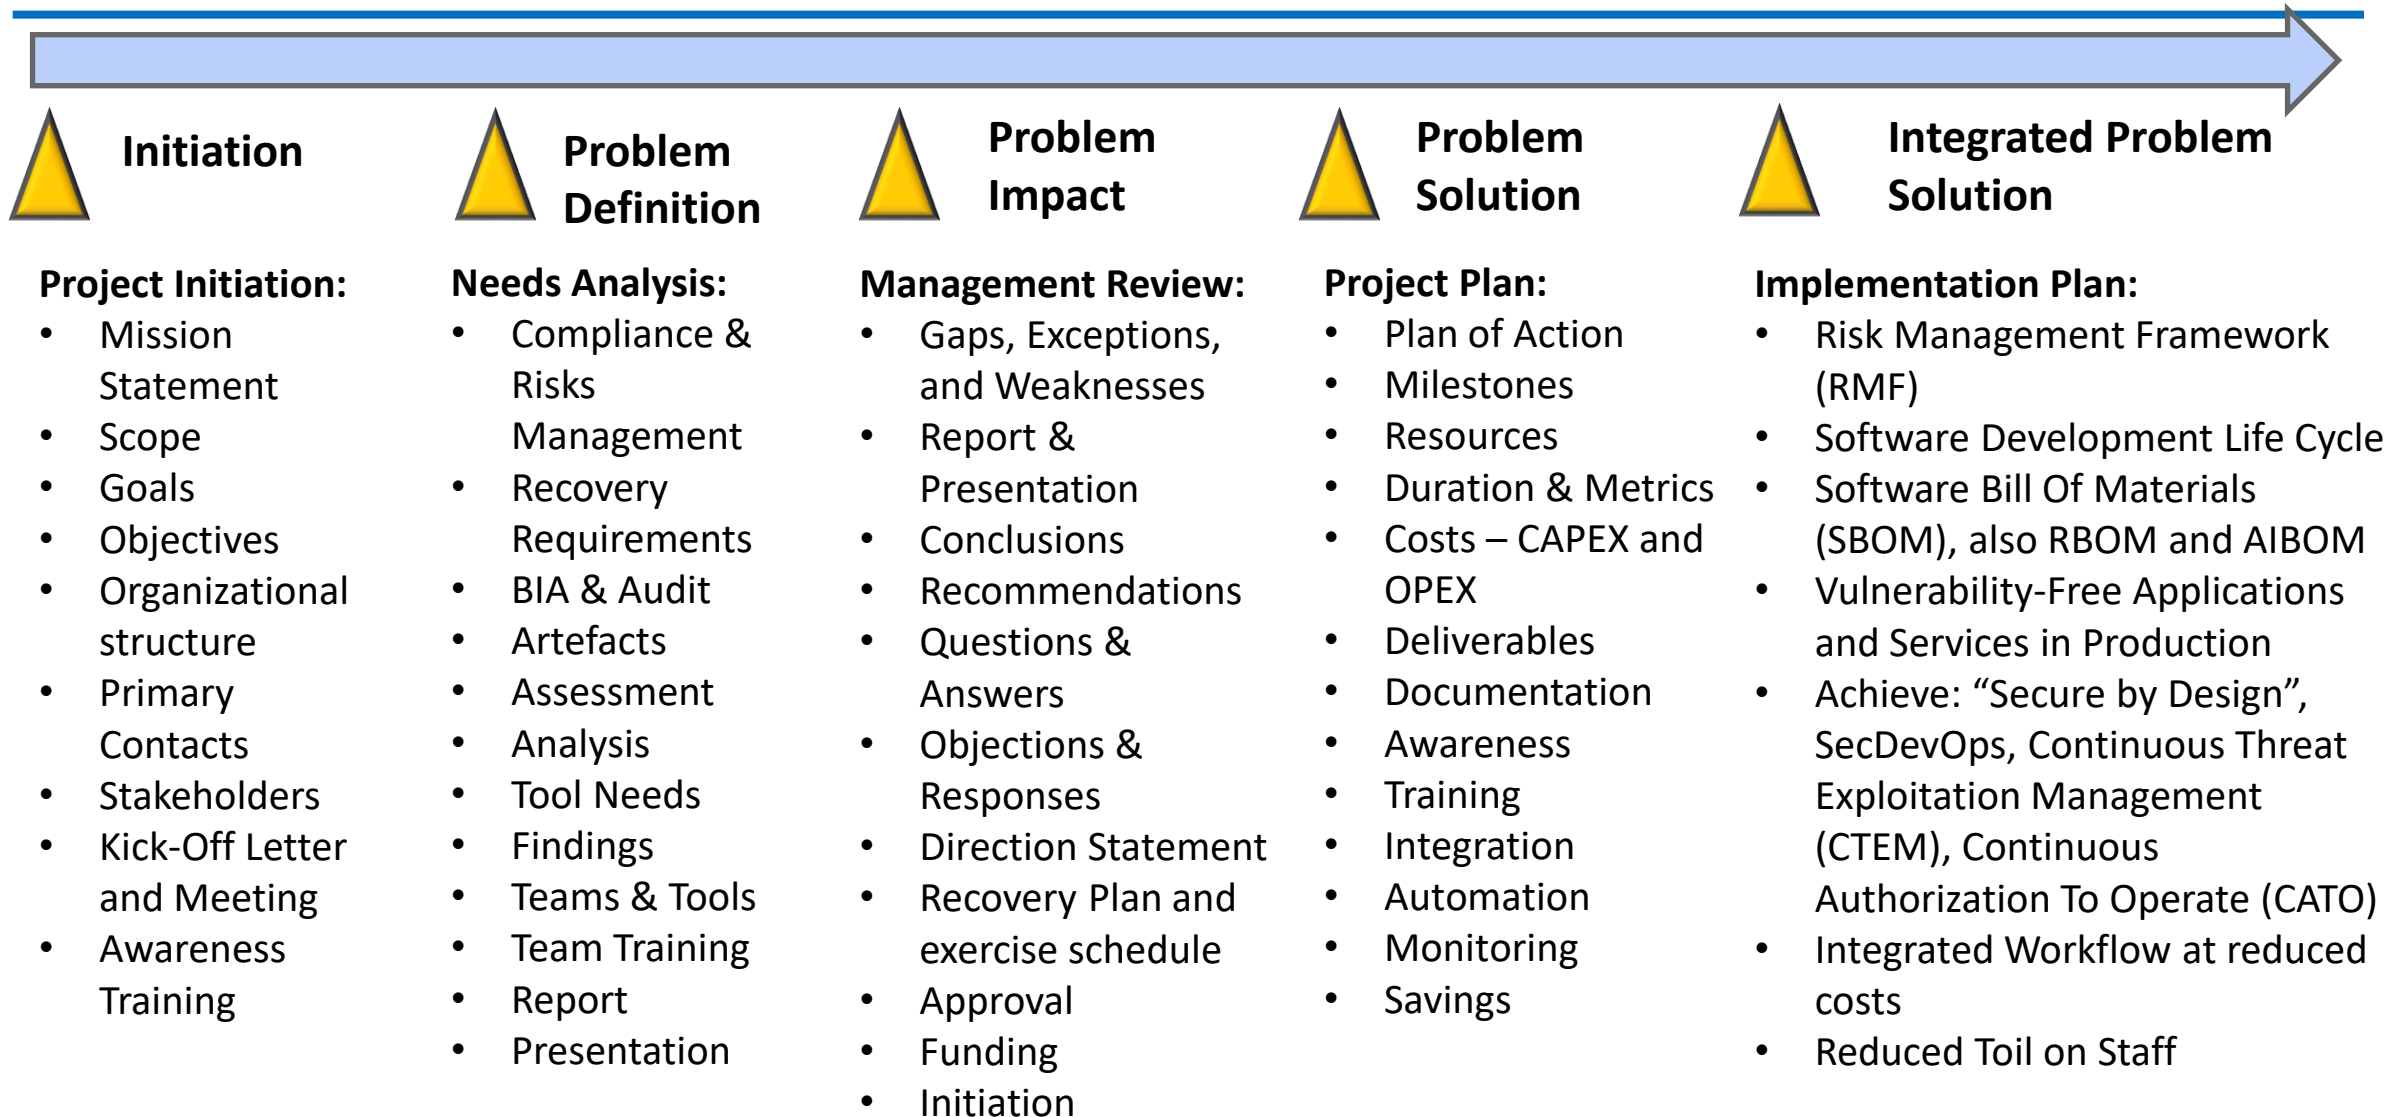 Initiation
Problem
Definition
Problem
Impact
Problem
Solution
Integrated Problem
Solution
Project Initiation:
• Mission
Statement
• Scope
• Goals
• Objectives
• Organizational
structure
• Primary
Contacts
• Stakeholders
• Kick-Off Letter
and Meeting
• Awareness
Training
Needs Analysis:
• Compliance &
Risks
Management
• Recovery
Requirements
• BIA & Audit
• Artefacts
• Assessment
• Analysis
• Tool Needs
• Findings
• Teams & Tools
• Team Training
• Report
• Presentation
Management Review:
• Gaps, Exceptions,
and Weaknesses
• Report &
Presentation
• Conclusions
• Recommendations
• Questions &
Answers
• Objections &
Responses
• Direction Statement
• Recovery Plan and
exercise schedule
• Approval
• Funding
• Initiation
Project Plan:
• Plan of Action
• Milestones
• Resources
• Duration & Metrics
• Costs – CAPEX and
OPEX
• Deliverables
• Documentation
• Awareness
• Training
• Integration
• Automation
• Monitoring
• Savings
Implementation Plan:
• Risk Management Framework
(RMF)
• Software Development Life Cycle
• Software Bill Of Materials
(SBOM), also RBOM and AIBOM
• Vulnerability-Free Applications
and Services in Production
• Achieve: “Secure by Design”,
SecDevOps, Continuous Threat
Exploitation Management
(CTEM), Continuous
Authorization To Operate (CATO)
• Integrated Workflow at reduced
costs
• Reduced Toil on Staff